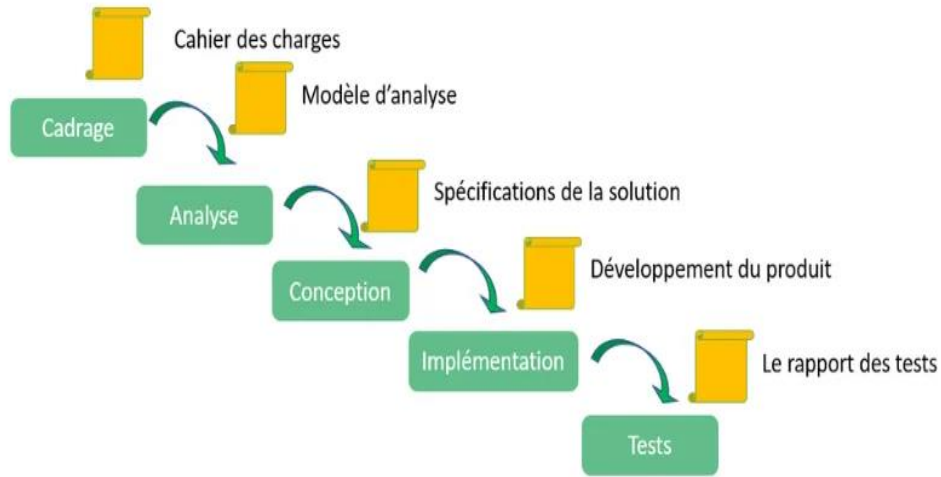 Cahier des charges
Modèle d'analyse
Cadrage
Spécifications de la solution
Analyse
Développement du produit
Conception
Le rapport des tests
Implémentation
Tests